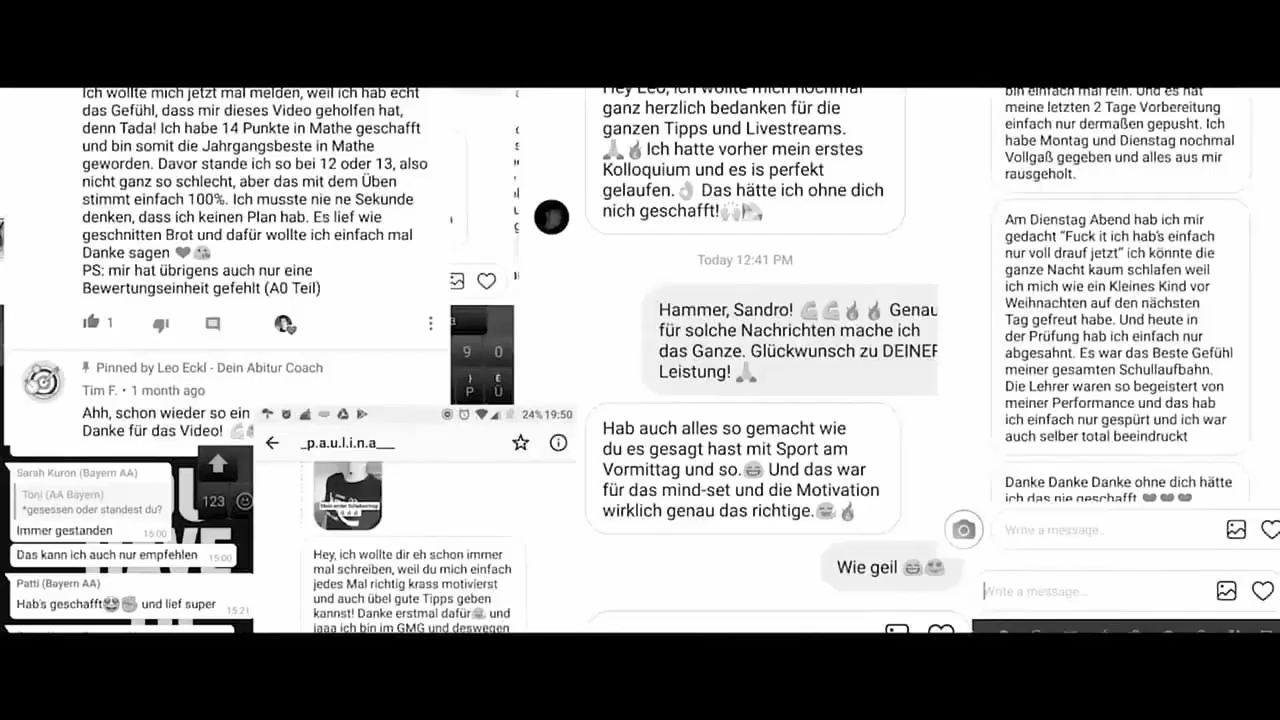 Ich wollte mich jetzt mal melden, weil ich hab echt
das Gefühl, dass mir dieses Video geholfen hat,
denn Tada! Ich habe 14 Punkte in Mathe geschafft
und bin somit die Jahrgangsbeste in Mathe
geworden. Davor stande ich so bei 12 oder 13, also
nicht ganz so schlecht, aber das mit dem Üben
stimmt einfach 100%. Ich musste nie ne Sekunde
denken, dass ich keinen Plan hab. Es lief wie
geschnitten Brot und dafür wollte ich einfach mal
Danke sagen ❤😘
PS: mir hat übrigens auch nur eine
Bewertungseinheit gefehlt (A0 Teil)
1
Pinned by Leo Eckl - Dein Abitur Coach
Tim F. • 1 month ago
Ahh, schon wieder so ein
Danke für das Video! 💪
Sarah Kuron (Bayern AA)
Toni (AA Bayern)
*gesessen oder standest du?
Immer gestanden 15:00
Das kann ich auch nur empfehlen 15:00
Patti (Bayern AA)
Hab's geschafft😍✊ und lief super 15:21
9 0
P Ü
123
24% 19:50
_p.a.u.l.i.n.a___
Hey, ich wollte dir eh schon immer
mal schreiben, weil du mich einfach
jedes Mal richtig krass motivierst
und auch übel gute Tipps geben
kannst! Danke erstmal dafür und
jaaa ich bin im GMG und deswegen
Hey Leo, ich wollte mich nochmal
ganz herzlich bedanken für die
ganzen Tipps und Livestreams.
🙏🔥Ich hatte vorher mein erstes
Kolloquium und es is perfekt
gelaufen.👌 Das hätte ich ohne dich
nich geschafft!🙌
Today 12:41 PM
Hammer, Sandro! 💪💪🔥🔥 Genau
für solche Nachrichten mache ich
das Ganze. Glückwunsch zu DEINER
Leistung! 🙏
Hab auch alles so gemacht wie
du es gesagt hast mit Sport am
Vormittag und so.😄 Und das war
für das mind-set und die Motivation
wirklich genau das richtige.😄🔥
Wie geil 😄😍
bin einfach mal rein. Und es hat
meine letzten 2 Tage Vorbereitung
einfach nur dermaßen gepusht. Ich
habe Montag und Dienstag nochmal
Vollgaß gegeben und alles aus mir
rausgeholt.
Am Dienstag Abend hab ich mir
gedacht "Fuck it ich hab's einfach
nur voll drauf jetzt" ich könnte die
ganze Nacht kaum schlafen weil
ich mich wie ein Kleines Kind vor
Weihnachten auf den nächsten
Tag gefreut habe. Und heute in
der Prüfung hab ich einfach nur
abgesahnt. Es war das Beste Gefühl
meiner gesamten Schullaufbahn.
Die Lehrer waren so begeistert von
meiner Performance und das hab
ich einfach nur gespürt und ich war
auch selber total beeindruckt
Danke Danke Danke ohne dich hätte
ich das nie geschafft ❤❤❤
Write a message...
Write a message...